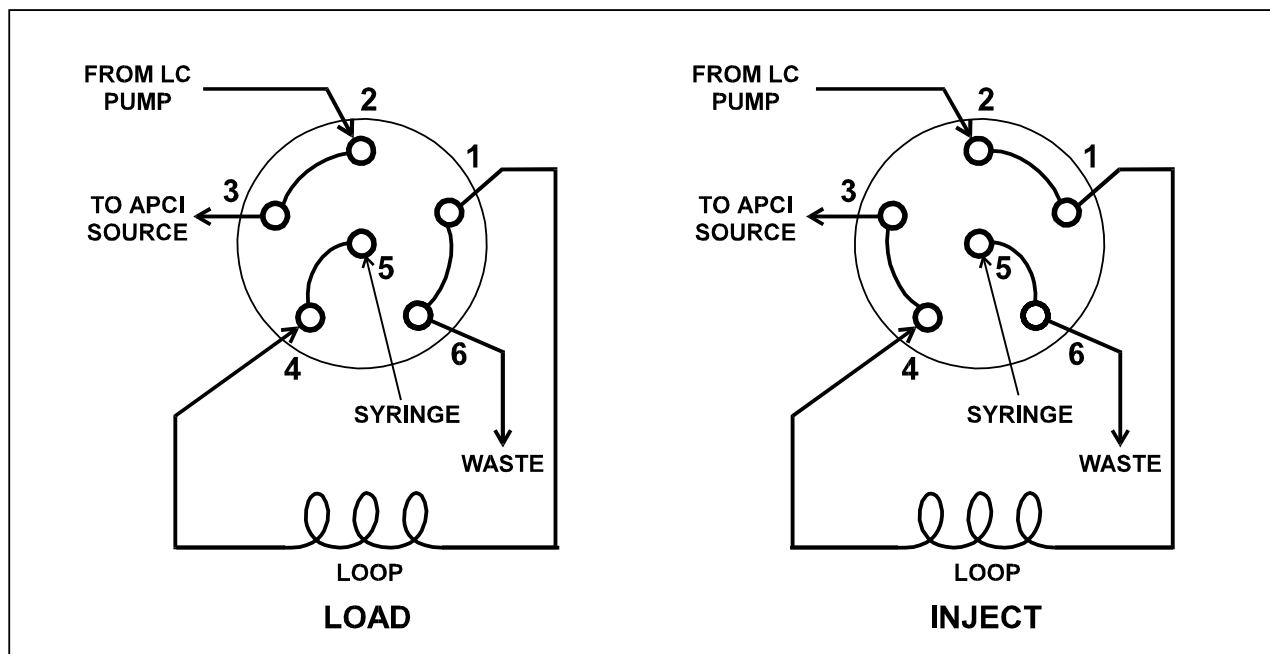 FROM LC
PUMP
2
1
3
TO APCI
SOURCE
5
4
6
SYRINGE
WASTE
LOOP
LOAD
FROM LC
PUMP
2
1
3
TO APCI
SOURCE
5
4
6
SYRINGE
WASTE
LOOP
INJECT